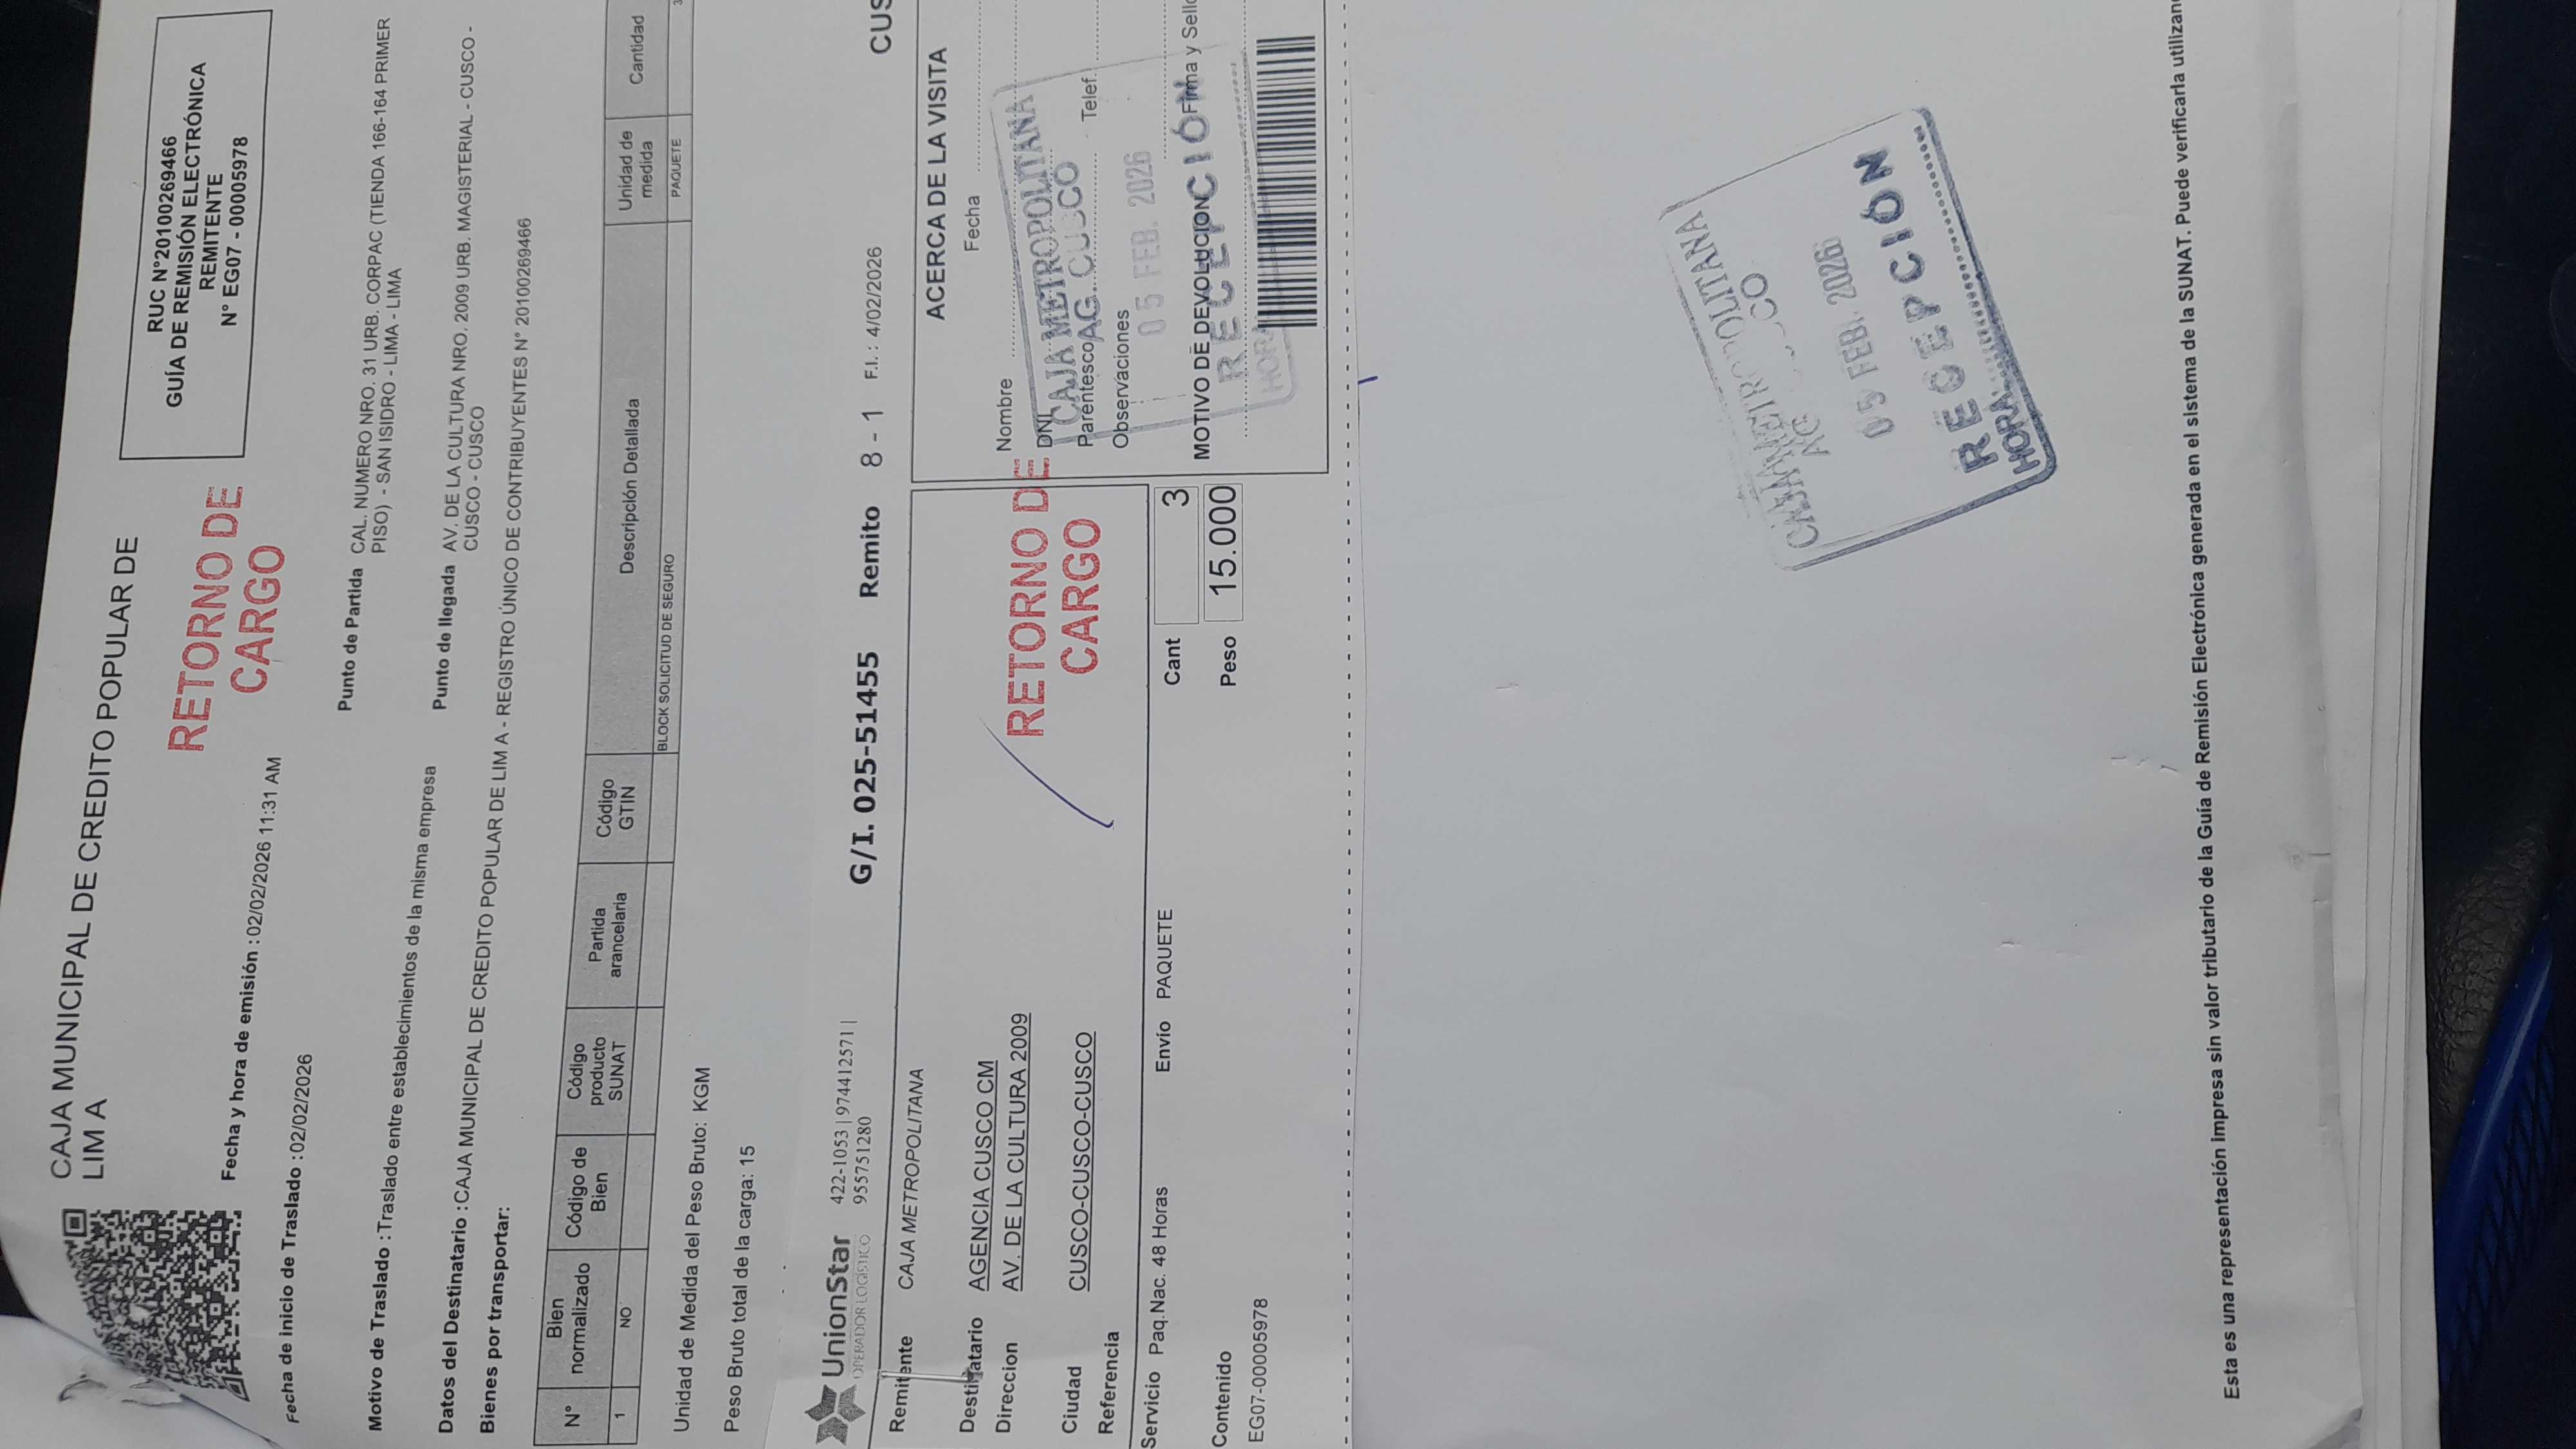 CAJA MUNICIPAL DE CREDITO POPULAR DE
LIM A
RUC N°20100269466
GUÍA DE REMISIÓN ELECTRÓNICA
REMITENTE
N° EG07 - 00005978
RETORNO DE
CARGO
Fecha y hora de emisión :02/02/2026 11:31 AM
Fecha de inicio de Traslado :02/02/2026
Punto de Partida CAL. NUMERO NRO. 31 URB. CORPAC (TIENDA 166-164 PRIMER
PISO) - SAN ISIDRO - LIMA - LIMA
Motivo de Traslado :Traslado entre establecimientos de la misma empresa
Punto de llegada AV. DE LA CULTURA NRO. 2009 URB. MAGISTERIAL - CUSCO -
CUSCO - CUSCO
Datos del Destinatario :CAJA MUNICIPAL DE CREDITO POPULAR DE LIM A - REGISTRO ÚNICO DE CONTRIBUYENTES N° 20100269466
Bienes por transportar:
N° Bien normalizado Código de Bien Código producto SUNAT Partida arancelaria Código GTIN Descripción Detallada Unidad de medida Cantidad
1 NO BLOCK SOLICITUD DE SEGURO PAQUETE 3
Unidad de Medida del Peso Bruto: KGM
Peso Bruto total de la carga: 15
UnionStar
OPERADOR LOGISTICO
422-1053 | 974412571 |
955751280
G/I. 025-51455 Remito 8 - 1 F.I. : 4/02/2026 CUS
Remitente CAJA METROPOLITANA
Destinatario AGENCIA CUSCO CM
Direccion AV. DE LA CULTURA 2009
Ciudad CUSCO-CUSCO-CUSCO
Referencia
RETORNO DE
CARGO
Servicio Paq.Nac. 48 Horas Envío PAQUETE Cant 3
Contenido Peso 15.000
EG07-00005978
ACERCA DE LA VISITA
Fecha
Nombre
DNI
Parentesco Telef.
Observaciones
MOTIVO DE DEVOLUCION Firma y Sello
CAJA METROPOLITANA
AG. CUSCO
05 FEB. 2026
RECEPCIÓN
HORA
CAJA METROPOLITANA
AG
05 FEB. 2026
RECEPCIÓN
HORA
Esta es una representación impresa sin valor tributario de la Guía de Remisión Electrónica generada en el sistema de la SUNAT. Puede verificarla